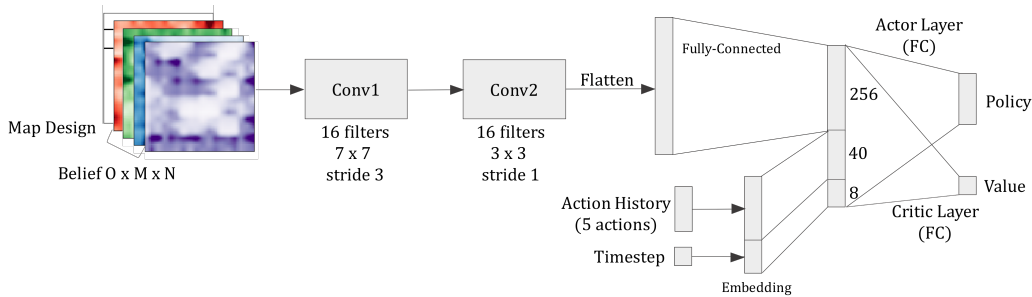 Map Design
Belief O x M x N
Conv1
16 filters
7 x 7
stride 3
Conv2
16 filters
3 x 3
stride 1
Flatten
Fully-Connected
Action History
(5 actions)
Timestep
Embedding
256
40
8
Actor Layer
(FC)
Policy
Value
Critic Layer
(FC)